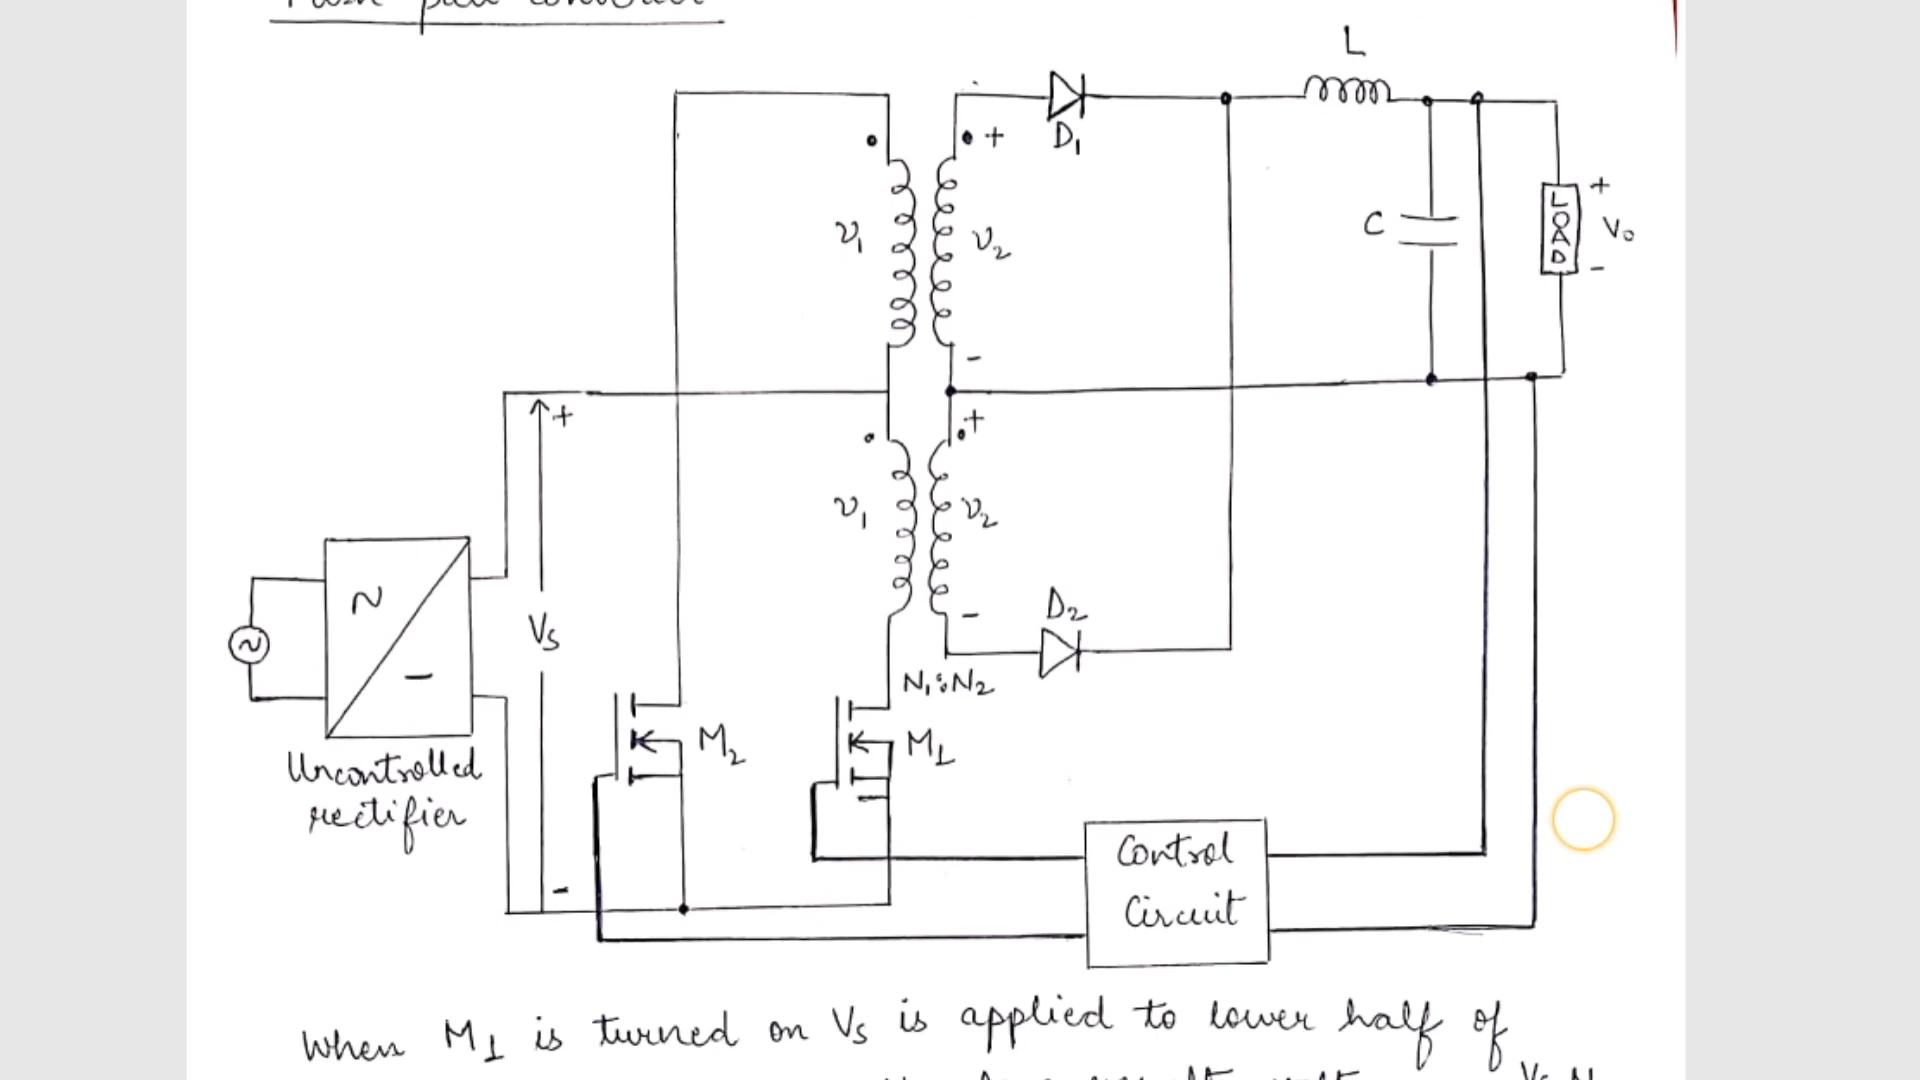 L
D₁
+
v₁
v₂
-
C
LOAD
+
V₀
-
+
+
v₁
v₂
-
D₂
N₁:N₂
~
~
-
Vs
-
Uncontrolled
rectifier
M₂
M1
Control
Circuit
When M1 is turned on Vs is applied to lower half of